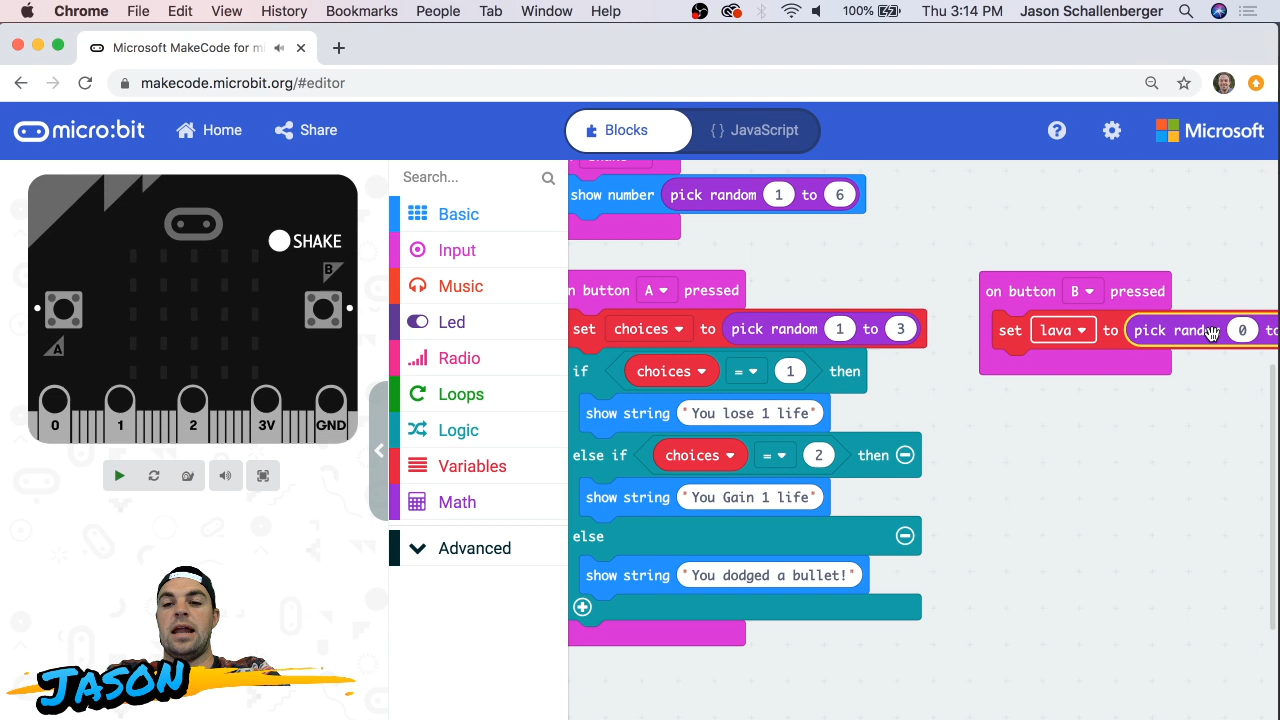 Chrome File Edit View History Bookmarks People Tab Window Help 100% Thu 3:14 PM Jason Schallenberger
Microsoft MakeCode for mi
makecode.microbit.org/#editor
micro:bit Home Share Blocks { } JavaScript ? Microsoft
Search...
Basic
Input
Music
Led
Radio
Loops
Logic
Variables
Math
Advanced
SHAKE
B
A
0 1 2 3V GND
JASON
show number pick random 1 to 6
n button A pressed
set choices to pick random 1 to 3
if choices = 1 then
show string "You lose 1 life"
else if choices = 2 then
show string "You Gain 1 life"
else
show string "You dodged a bullet!"
on button B pressed
set lava to pick random 0 to